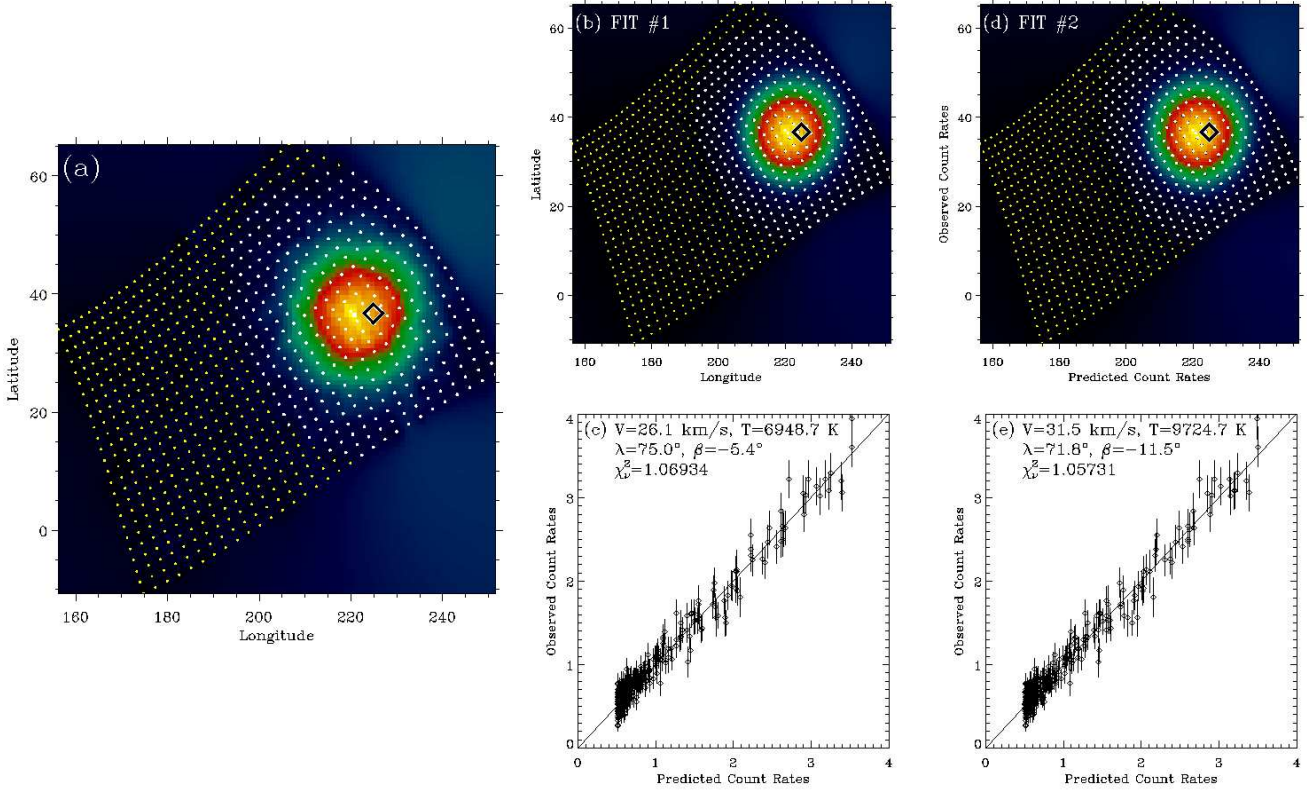 (a)
60
40
20
0
160 180 200 220 240
Latitude
Longitude
(b) FIT #1
60
40
20
0
160 180 200 220 240
Latitude
Longitude
(d) FIT #2
60
40
20
0
160 180 200 220 240
Observed Count Rates
Predicted Count Rates
(c) V=26.1 km/s, T=6948.7 K
λ=75.0°, β=−5.4°
χ²ν=1.06934
4
3
2
1
0
0 1 2 3 4
Observed Count Rates
Predicted Count Rates
(e) V=31.5 km/s, T=9724.7 K
λ=71.8°, β=−11.5°
χ²ν=1.05731
4
3
2
1
0
0 1 2 3 4
Observed Count Rates
Predicted Count Rates